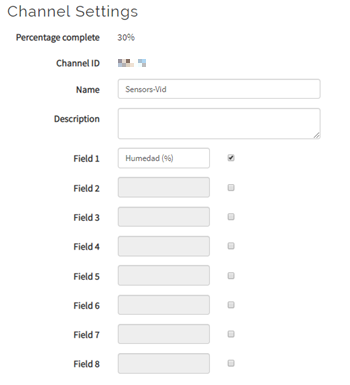 Channel Settings
Percentage complete 30%
Channel ID
Name Sensors-Vid
Description
Field 1 Humedad (%)
Field 2
Field 3
Field 4
Field 5
Field 6
Field 7
Field 8